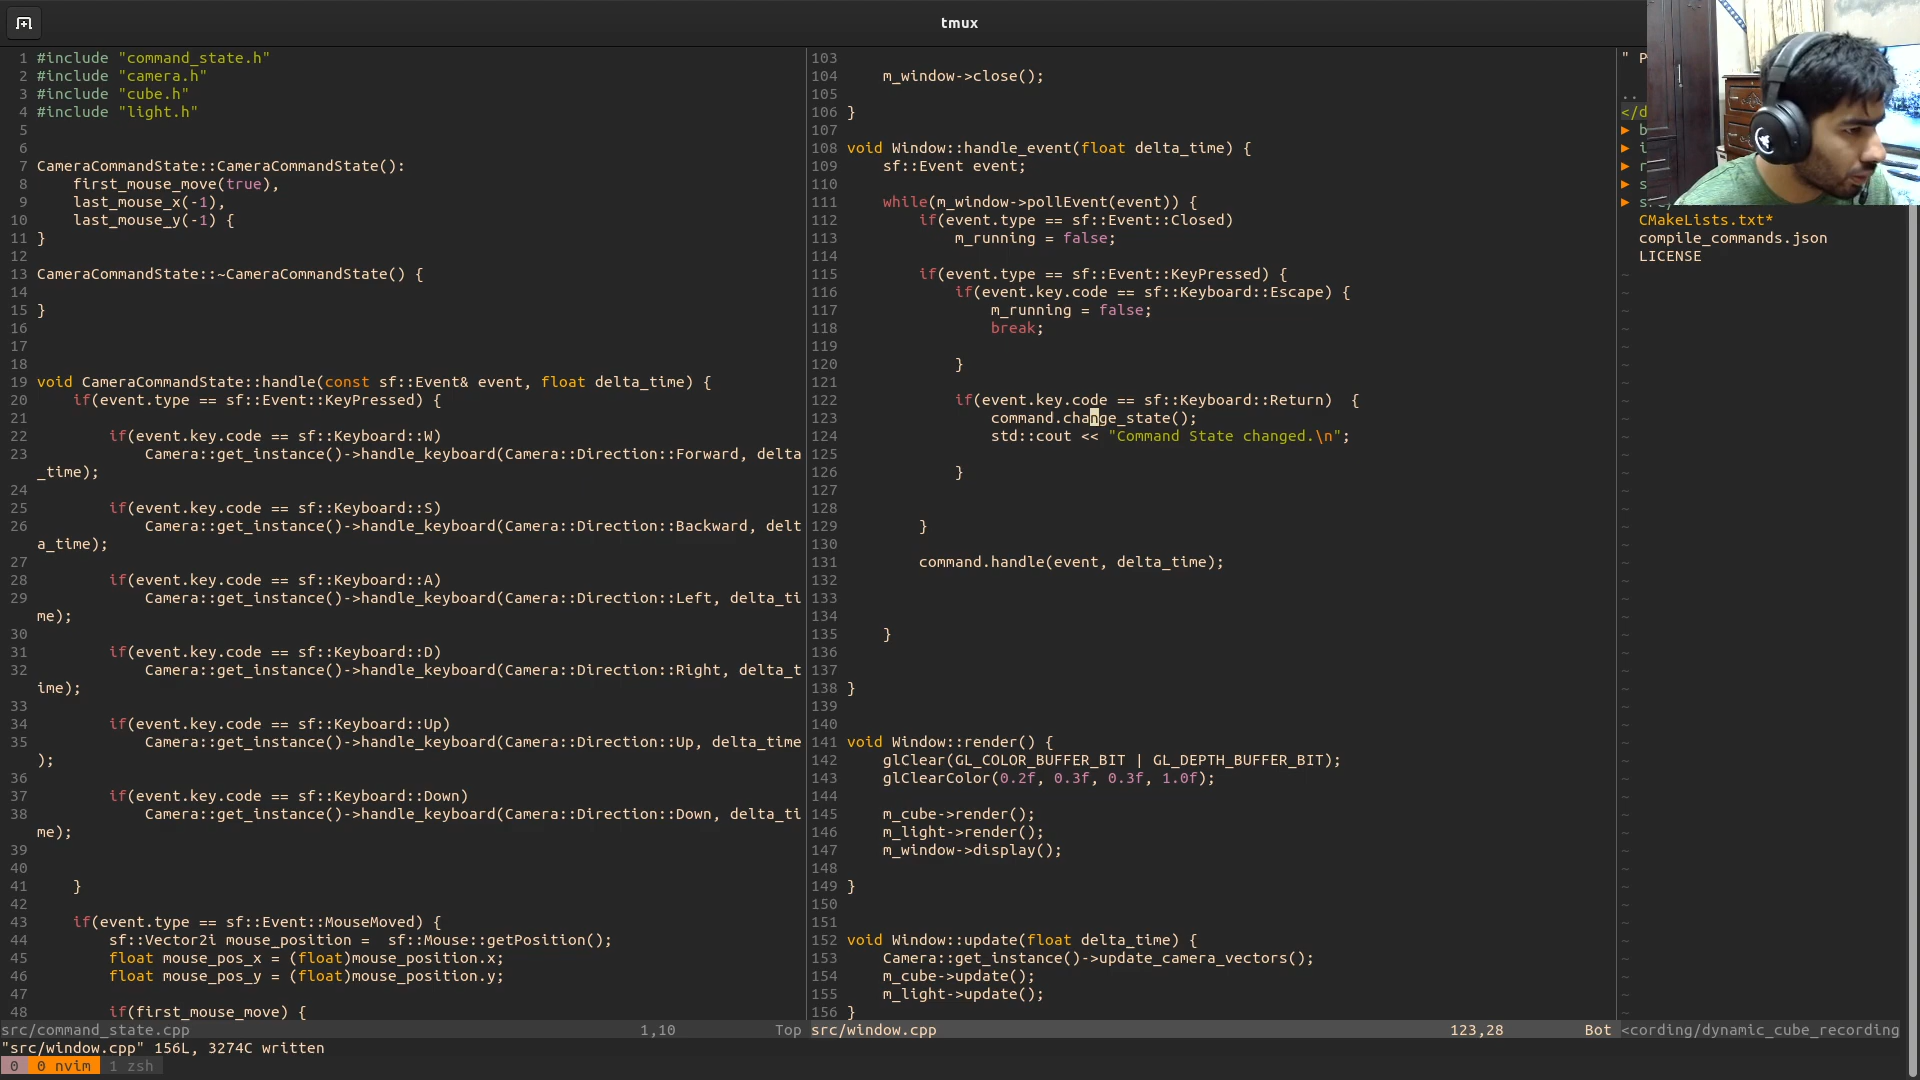 tmux
1 #include "command_state.h"
2 #include "camera.h"
3 #include "cube.h"
4 #include "light.h"
5
6
7 CameraCommandState::CameraCommandState():
8     first_mouse_move(true),
9     last_mouse_x(-1),
10     last_mouse_y(-1) {
11 }
12
13 CameraCommandState::~CameraCommandState() {
14
15 }
16
17
18
19 void CameraCommandState::handle(const sf::Event& event, float delta_time) {
20     if(event.type == sf::Event::KeyPressed) {
21
22         if(event.key.code == sf::Keyboard::W)
23             Camera::get_instance()->handle_keyboard(Camera::Direction::Forward, delta
_time);
24
25         if(event.key.code == sf::Keyboard::S)
26             Camera::get_instance()->handle_keyboard(Camera::Direction::Backward, delt
a_time);
27
28         if(event.key.code == sf::Keyboard::A)
29             Camera::get_instance()->handle_keyboard(Camera::Direction::Left, delta_ti
me);
30
31         if(event.key.code == sf::Keyboard::D)
32             Camera::get_instance()->handle_keyboard(Camera::Direction::Right, delta_t
ime);
33
34         if(event.key.code == sf::Keyboard::Up)
35             Camera::get_instance()->handle_keyboard(Camera::Direction::Up, delta_time
);
36
37         if(event.key.code == sf::Keyboard::Down)
38             Camera::get_instance()->handle_keyboard(Camera::Direction::Down, delta_ti
me);
39
40
41     }
42
43     if(event.type == sf::Event::MouseMoved) {
44         sf::Vector2i mouse_position =  sf::Mouse::getPosition();
45         float mouse_pos_x = (float)mouse_position.x;
46         float mouse_pos_y = (float)mouse_position.y;
47
48         if(first_mouse_move) {
src/command_state.cpp 1,10 Top
103
104     m_window->close();
105
106 }
107
108 void Window::handle_event(float delta_time) {
109     sf::Event event;
110
111     while(m_window->pollEvent(event)) {
112         if(event.type == sf::Event::Closed)
113             m_running = false;
114
115         if(event.type == sf::Event::KeyPressed) {
116             if(event.key.code == sf::Keyboard::Escape) {
117                 m_running = false;
118                 break;
119
120             }
121
122             if(event.key.code == sf::Keyboard::Return)  {
123                 command.change_state();
124                 std::cout << "Command State changed.\n";
125
126             }
127
128
129         }
130
131         command.handle(event, delta_time);
132
133
134
135     }
136
137
138 }
139
140
141 void Window::render() {
142     glClear(GL_COLOR_BUFFER_BIT | GL_DEPTH_BUFFER_BIT);
143     glClearColor(0.2f, 0.3f, 0.3f, 1.0f);
144
145     m_cube->render();
146     m_light->render();
147     m_window->display();
148
149 }
150
151
152 void Window::update(float delta_time) {
153     Camera::get_instance()->update_camera_vectors();
154     m_cube->update();
155     m_light->update();
156 }
src/window.cpp 123,28 Bot
" P
..
</d
▸ b
▸ i
▸ r
▸ s
▸ src/
CMakeLists.txt*
compile_commands.json
LICENSE
<cording/dynamic_cube_recording
"src/window.cpp" 156L, 3274C written
0 0 nvim 1 zsh